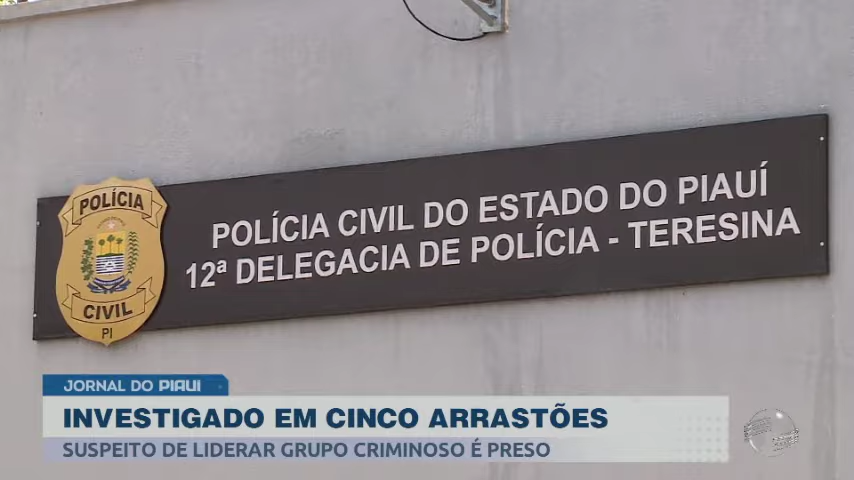 POLÍCIA CIVIL DO ESTADO DO PIAUÍ
12ª DELEGACIA DE POLÍCIA - TERESINA
POLÍCIA
CIVIL
PI
JORNAL DO PIAUI
INVESTIGADO EM CINCO ARRASTÕES
SUSPEITO DE LIDERAR GRUPO CRIMINOSO É PRESO